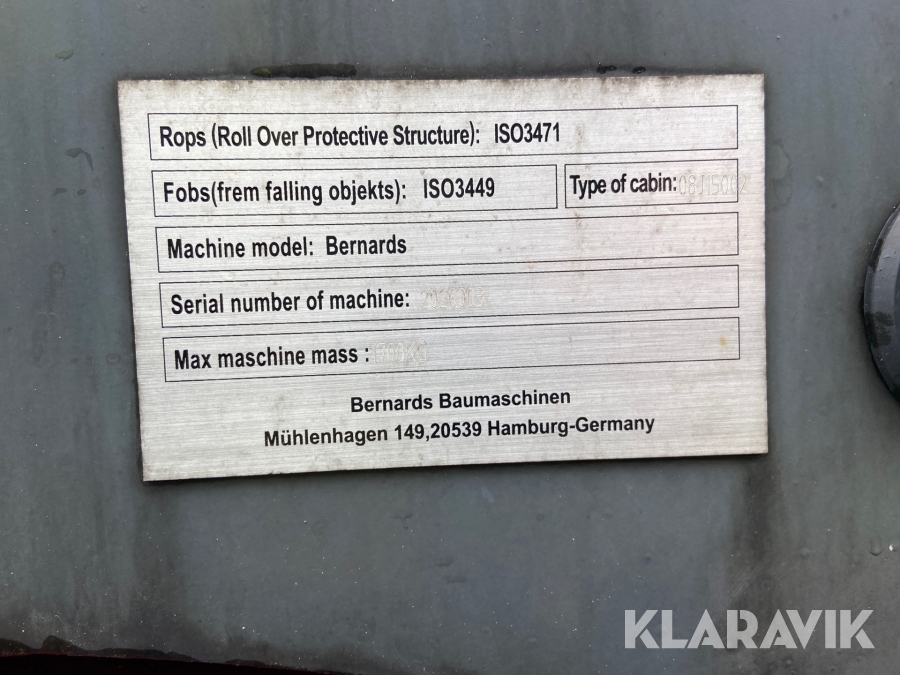 Rops (Roll Over Protective Structure): ISO3471
Fobs(frem falling objekts): ISO3449
Type of cabin:
Machine model: Bernards
Serial number of machine:
Max maschine mass :
Bernards Baumaschinen
Mühlenhagen 149,20539 Hamburg-Germany
KLARAVIK